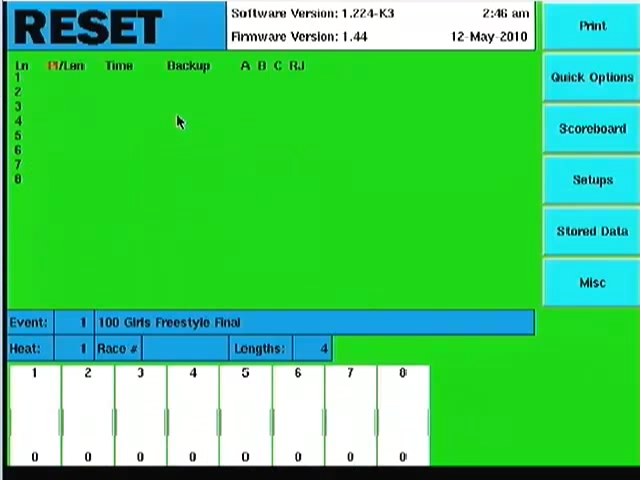 RESET
Software Version: 1.224-K3 2:46 am
Firmware Version: 1.44 12-May-2010
Print
Quick Options
Scoreboard
Setups
Stored Data
Misc
Ln Pl/Len Time Backup A B C RJ
1
2
3
4
5
6
7
8
Event: 1 100 Girls Freestyle Final
Heat: 1 Race # Lengths: 4
1 2 3 4 5 6 7 8
0 0 0 0 0 0 0 0